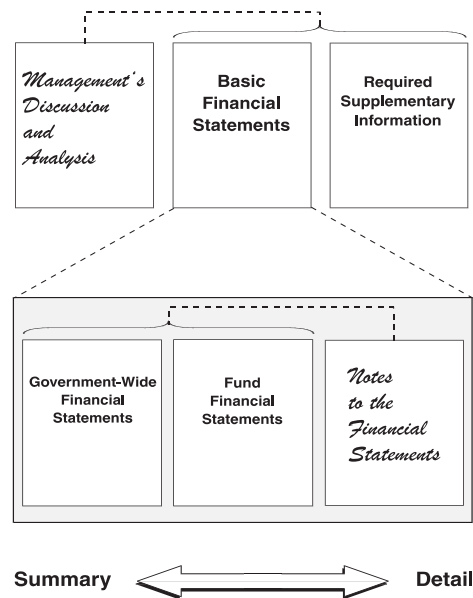 Management's
Discussion
and
Analysis
Basic
Financial
Statements
Required
Supplementary
Information
Government-Wide
Financial
Statements
Fund
Financial
Statements
Notes
to the
Financial
Statements
Summary
Detail